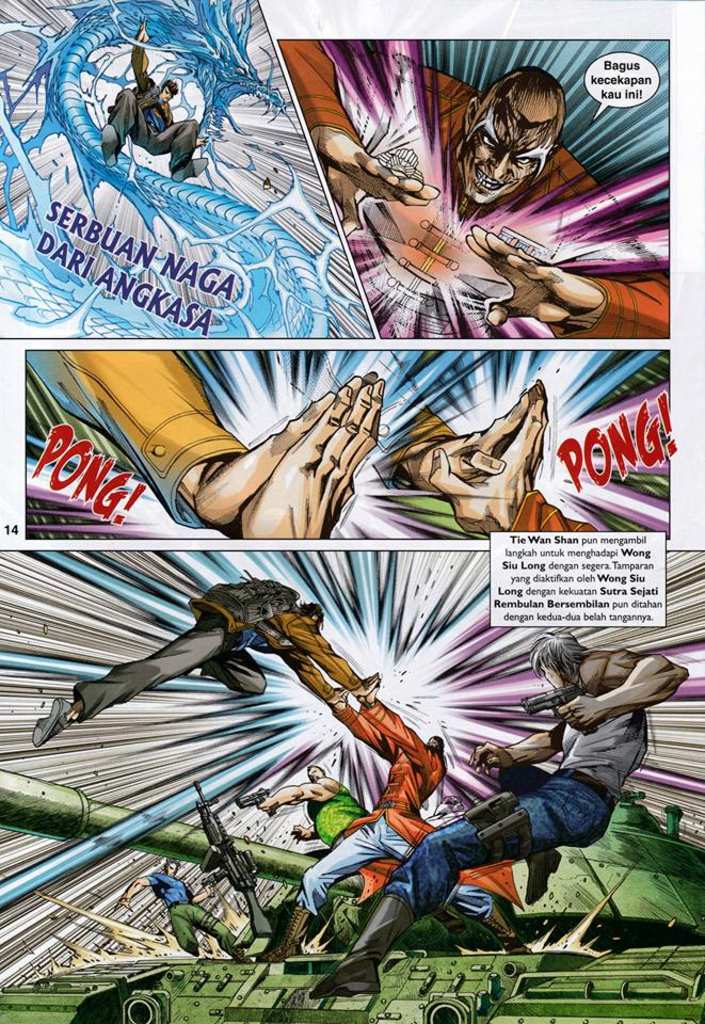 SERBUAN NAGA
DARI ANGKASA
Bagus
kecekapan
kau ini!
PONG!
PONG!
14
Tie Wan Shan pun mengambil
langkah untuk menghadapi Wong
Siu Long dengan segera. Tamparan
yang diaktifkan oleh Wong Siu
Long dengan kekuatan Sutra Sejati
Rembulan Bersembilan pun ditahan
dengan kedua-dua belah tangannya.